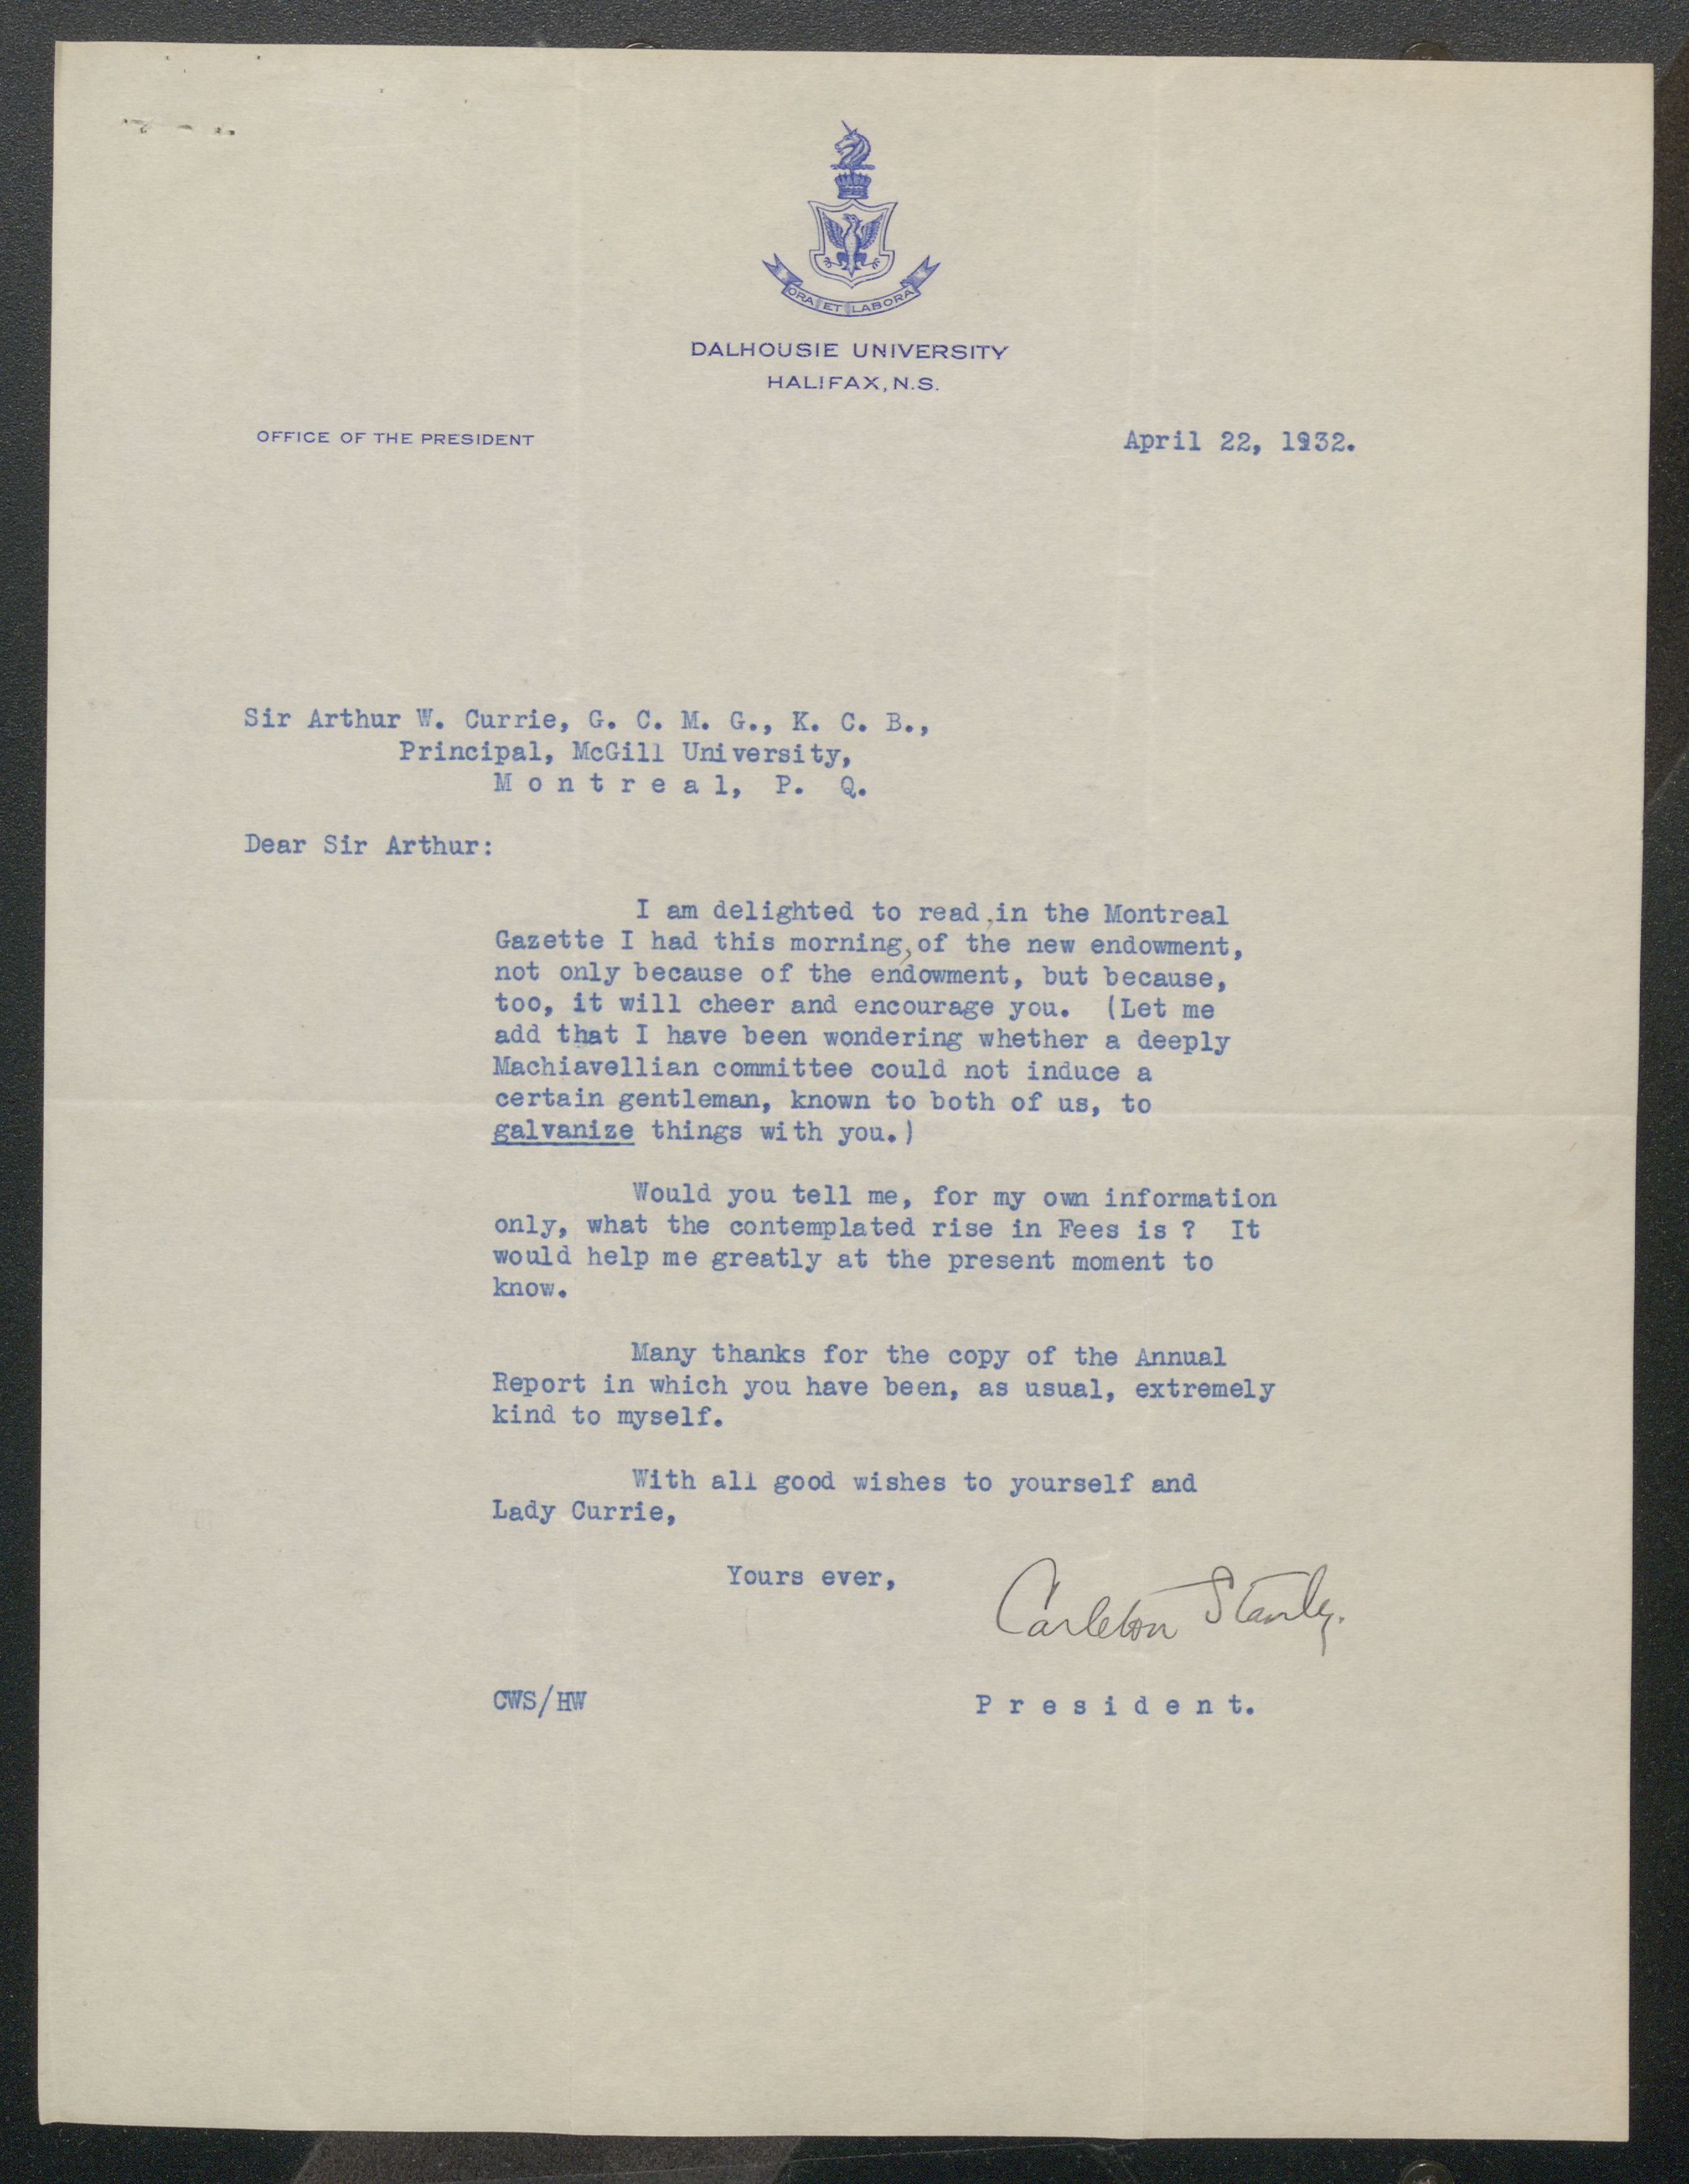 ORA ET LABORA
DALHOUSIE UNIVERSITY
HALIFAX, N.S.
OFFICE OF THE PRESIDENT
April 22, 1932.
Sir Arthur W. Currie, G. C. M. G., K. C. B.,
Principal, McGill University,
M o n t r e a l, P. Q.
Dear Sir Arthur:
I am delighted to read, in the Montreal
Gazette I had this morning, of the new endowment,
not only because of the endowment, but because,
too, it will cheer and encourage you. (Let me
add that I have been wondering whether a deeply
Machiavellian committee could not induce a
certain gentleman, known to both of us, to
galvanize things with you.)
Would you tell me, for my own information
only, what the contemplated rise in Fees is ? It
would help me greatly at the present moment to
know.
Many thanks for the copy of the Annual
Report in which you have been, as usual, extremely
kind to myself.
With all good wishes to yourself and
Lady Currie,
Yours ever,
Carleton Stanley.
CWS/HW
P r e s i d e n t.